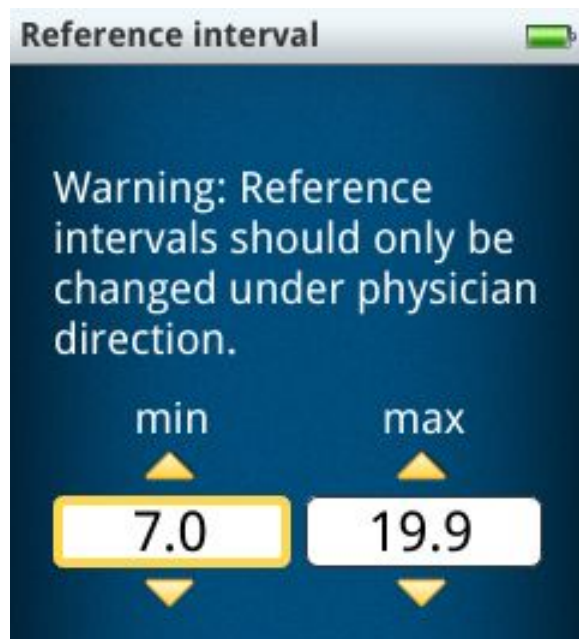 Reference interval
Warning: Reference
intervals should only be
changed under physician
direction.
min max
7.0 19.9